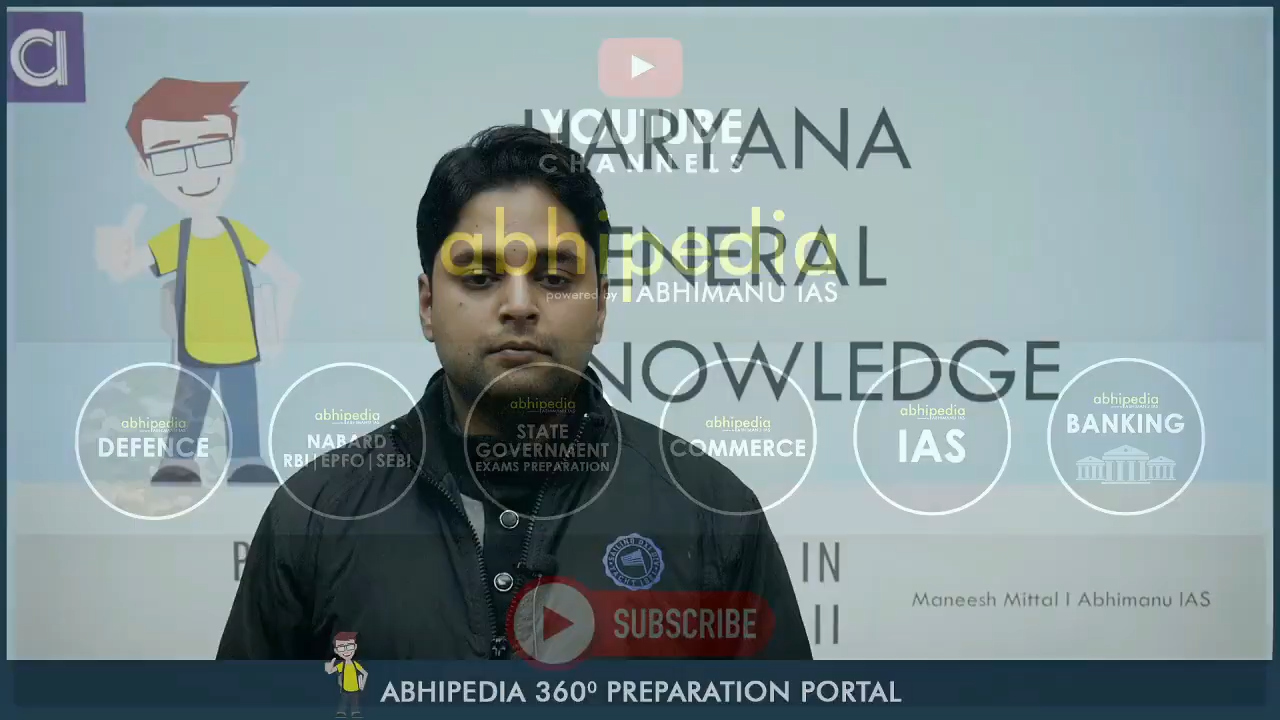 a
YOUTUBE
CHANNELS
HARYANA
abhipedia
powered by ABHIMANU IAS
ENERAL
NOWLEDGE
abhipedia
DEFENCE
abhipedia
NABARD
RBI | EPFO | SEBI
abhipedia
STATE
GOVERNMENT
EXAMS PREPARATION
abhipedia
COMMERCE
abhipedia
IAS
abhipedia
BANKING
IN
II
Maneesh Mittal I Abhimanu IAS
SUBSCRIBE
ABHIPEDIA 360⁰ PREPARATION PORTAL